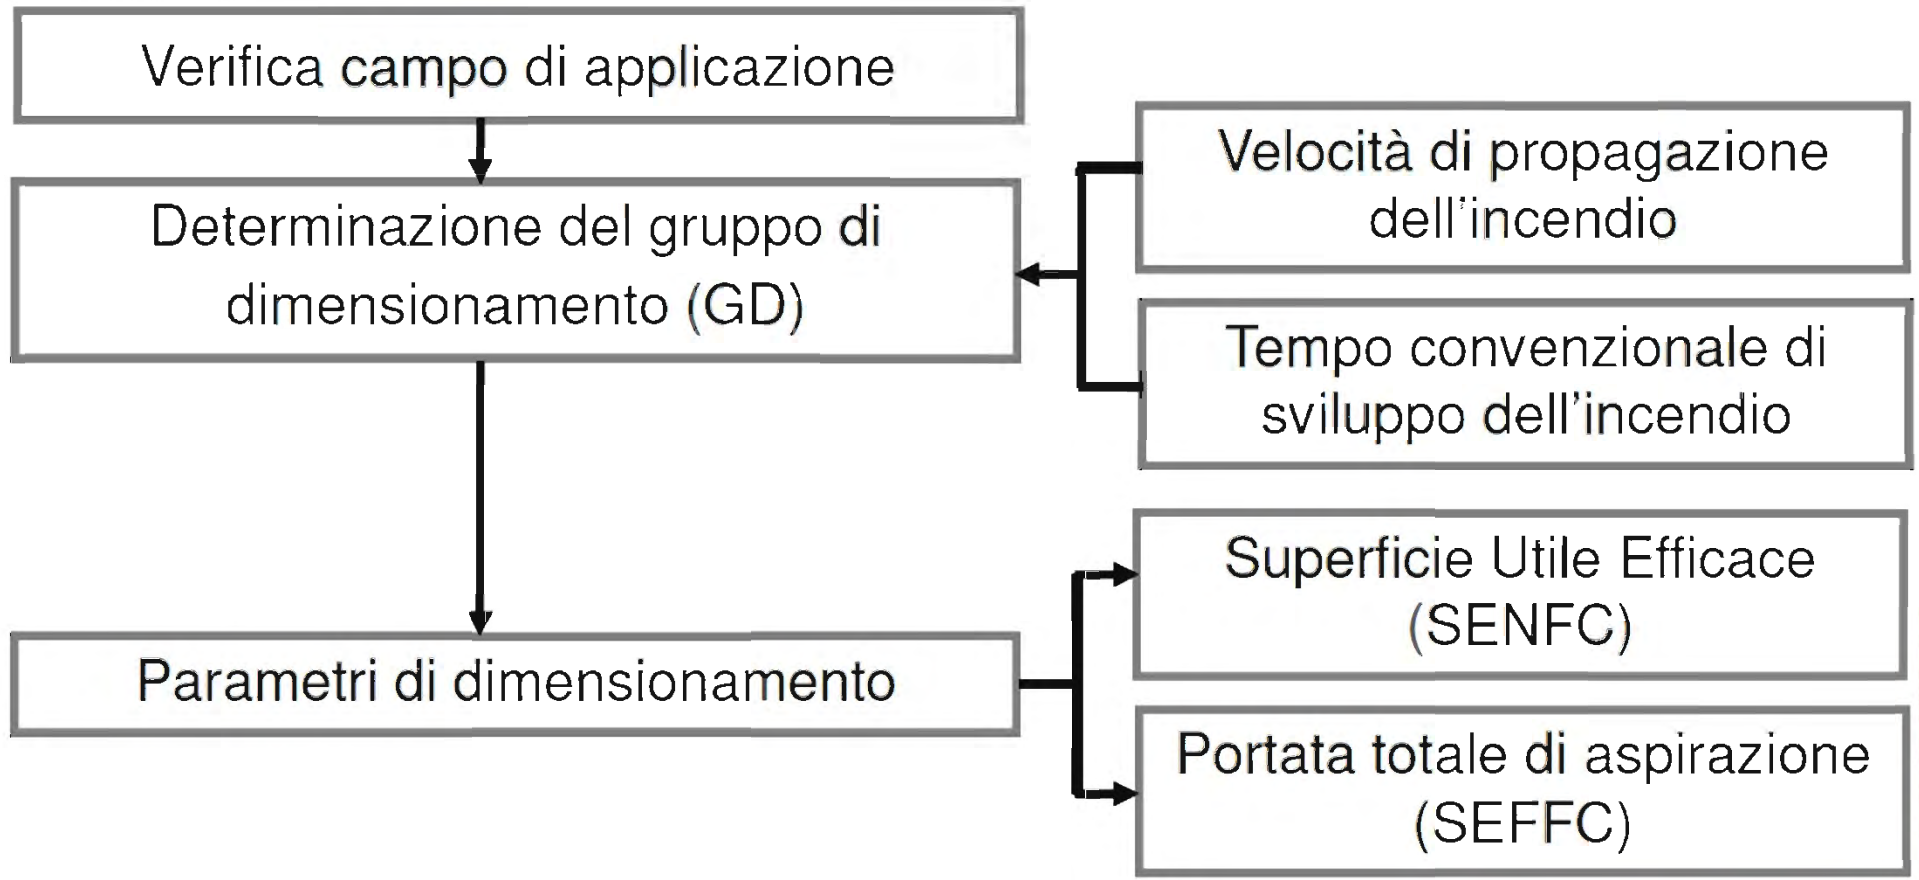 Verifica campo di applicazione
Determinazione del gruppo di
dimensionamento (GD)
Velocità di propagazione
dell'incendio
Tempo convenzionale di
sviluppo dell'incendio
Parametri di dimensionamento
Superficie Utile Efficace
(SENFC)
Portata totale di aspirazione
(SEFFC)